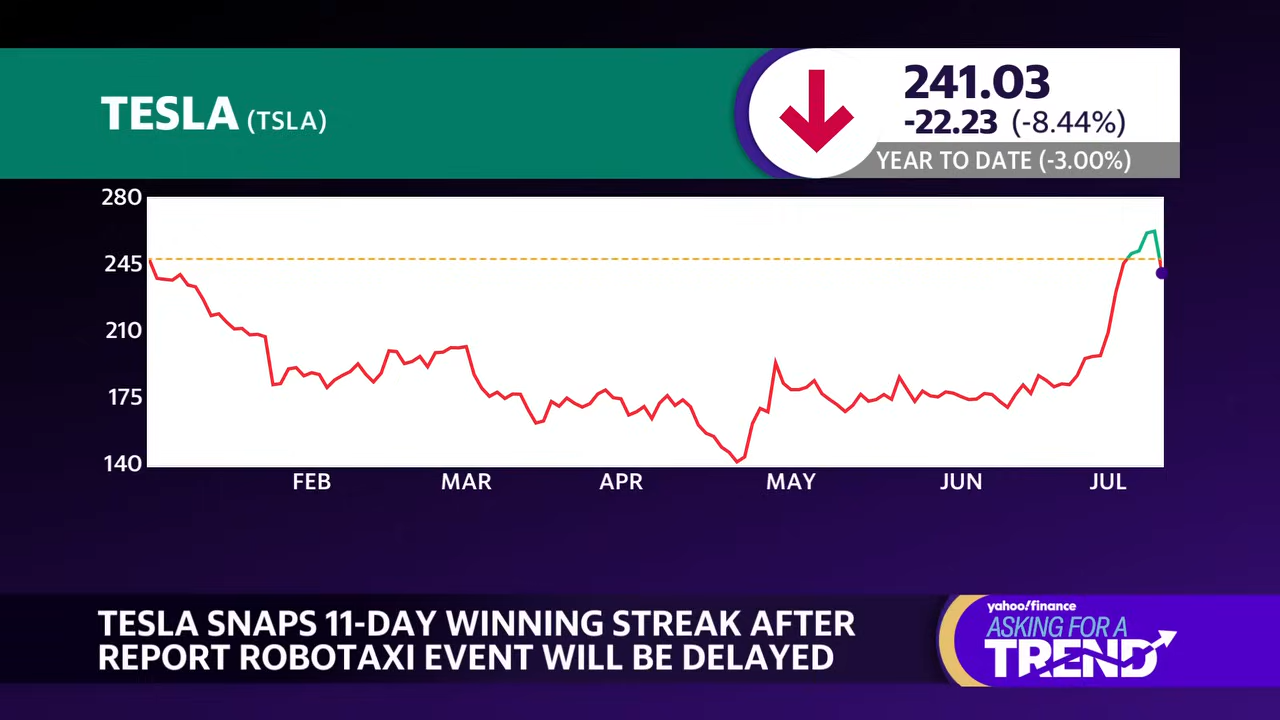 TESLA (TSLA)
241.03
-22.23 (-8.44%)
YEAR TO DATE (-3.00%)
280
245
210
175
140
FEB MAR APR MAY JUN JUL
TESLA SNAPS 11-DAY WINNING STREAK AFTER
REPORT ROBOTAXI EVENT WILL BE DELAYED
yahoo!finance
ASKING FOR A
TREND